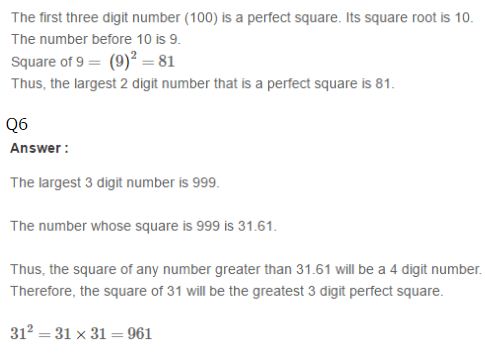 The first three digit number (100) is a perfect square. Its square root is 10.
The number before 10 is 9.
Square of 9 = (9)² = 81
Thus, the largest 2 digit number that is a perfect square is 81.
Q6
Answer :
The largest 3 digit number is 999.
The number whose square is 999 is 31.61.
Thus, the square of any number greater than 31.61 will be a 4 digit number.
Therefore, the square of 31 will be the greatest 3 digit perfect square.
31² = 31 × 31 = 961